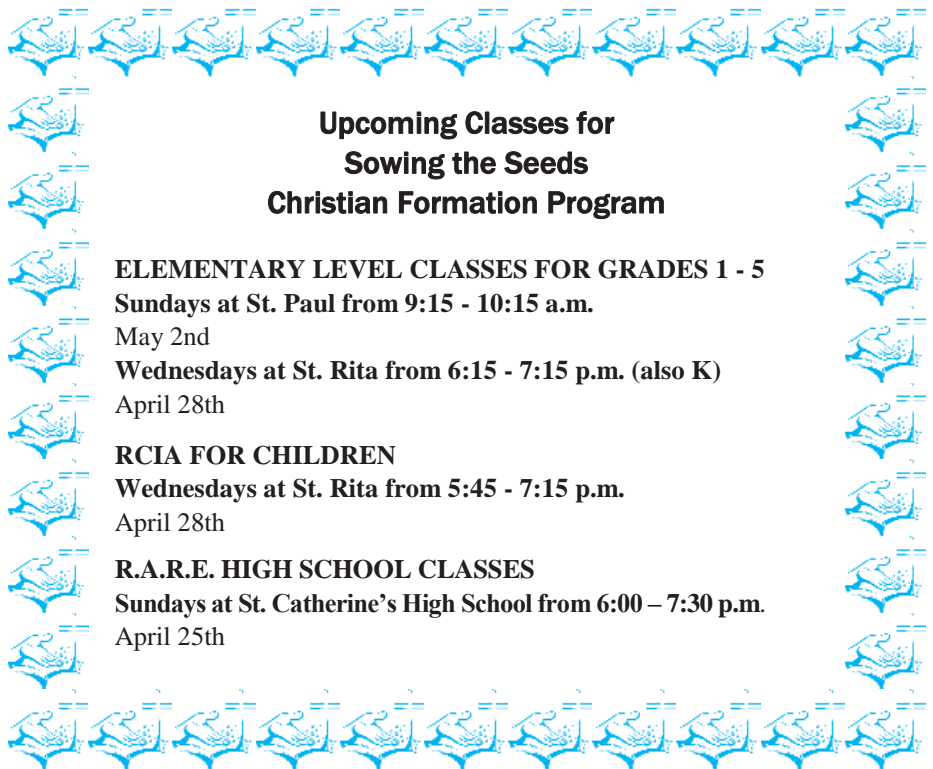 Upcoming Classes for
Sowing the Seeds
Christian Formation Program
ELEMENTARY LEVEL CLASSES FOR GRADES 1 - 5
Sundays at St. Paul from 9:15 - 10:15 a.m.
May 2nd
Wednesdays at St. Rita from 6:15 - 7:15 p.m. (also K)
April 28th
RCIA FOR CHILDREN
Wednesdays at St. Rita from 5:45 - 7:15 p.m.
April 28th
R.A.R.E. HIGH SCHOOL CLASSES
Sundays at St. Catherine’s High School from 6:00 – 7:30 p.m.
April 25th